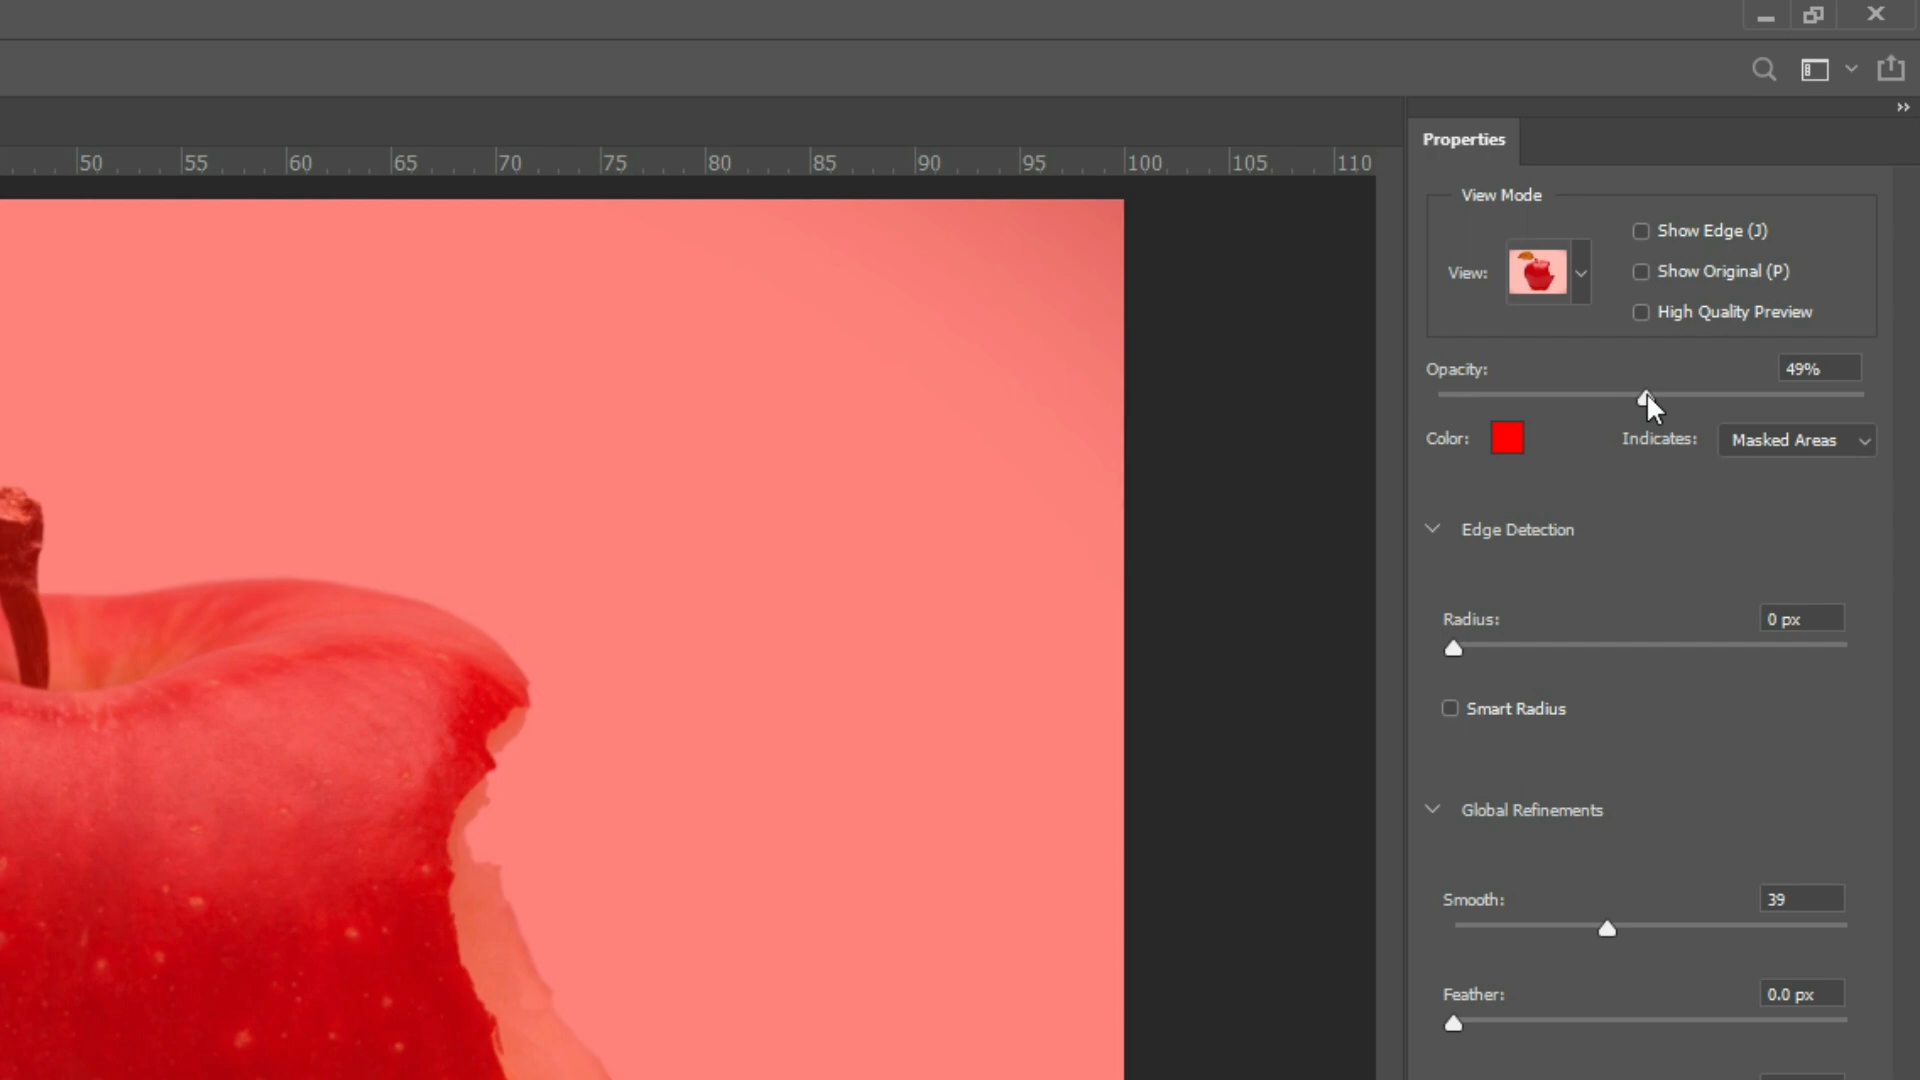 50 55 60 65 70 75 80 85 90 95 100 105 110
Properties
View Mode
Show Edge (J)
View:
Show Original (P)
High Quality Preview
Opacity: 49%
Color: Indicates: Masked Areas
Edge Detection
Radius: 0 px
Smart Radius
Global Refinements
Smooth: 39
Feather: 0.0 px